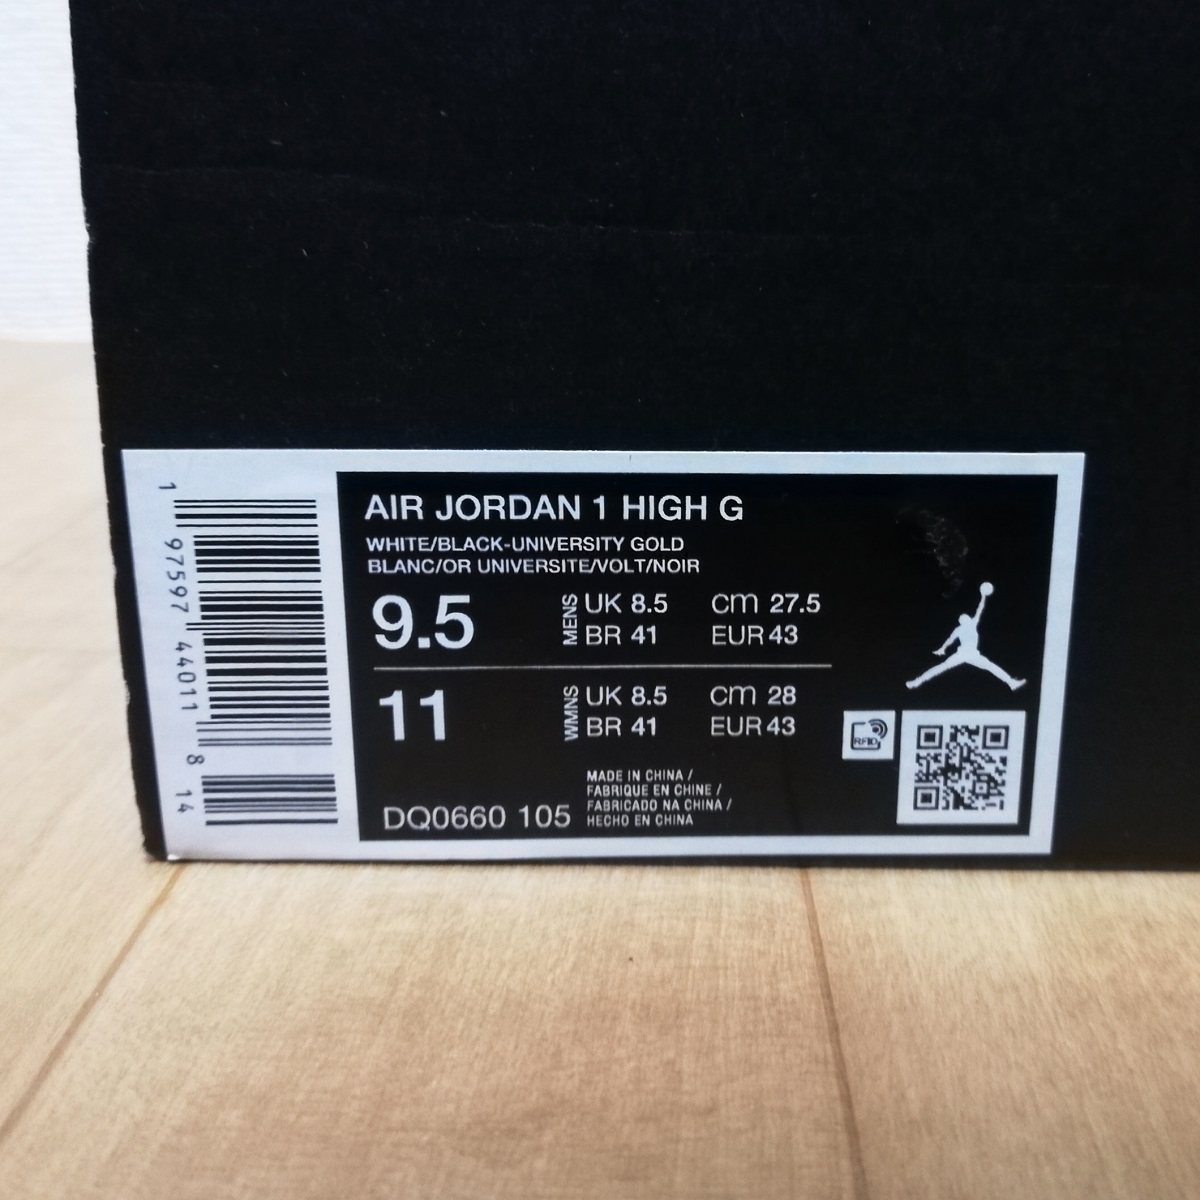 AIR JORDAN 1 HIGH G
WHITE/BLACK-UNIVERSITY GOLD
BLANC/OR UNIVERSITE/VOLT/NOIR
9.5
MENS
UK 8.5 cm 27.5
BR 41 EUR 43
11
WMNS
UK 8.5 cm 28
BR 41 EUR 43
MADE IN CHINA /
FABRIQUE EN CHINE /
FABRICADO NA CHINA /
HECHO EN CHINA
DQ0660 105
RFID
1 97597 44011 8 14